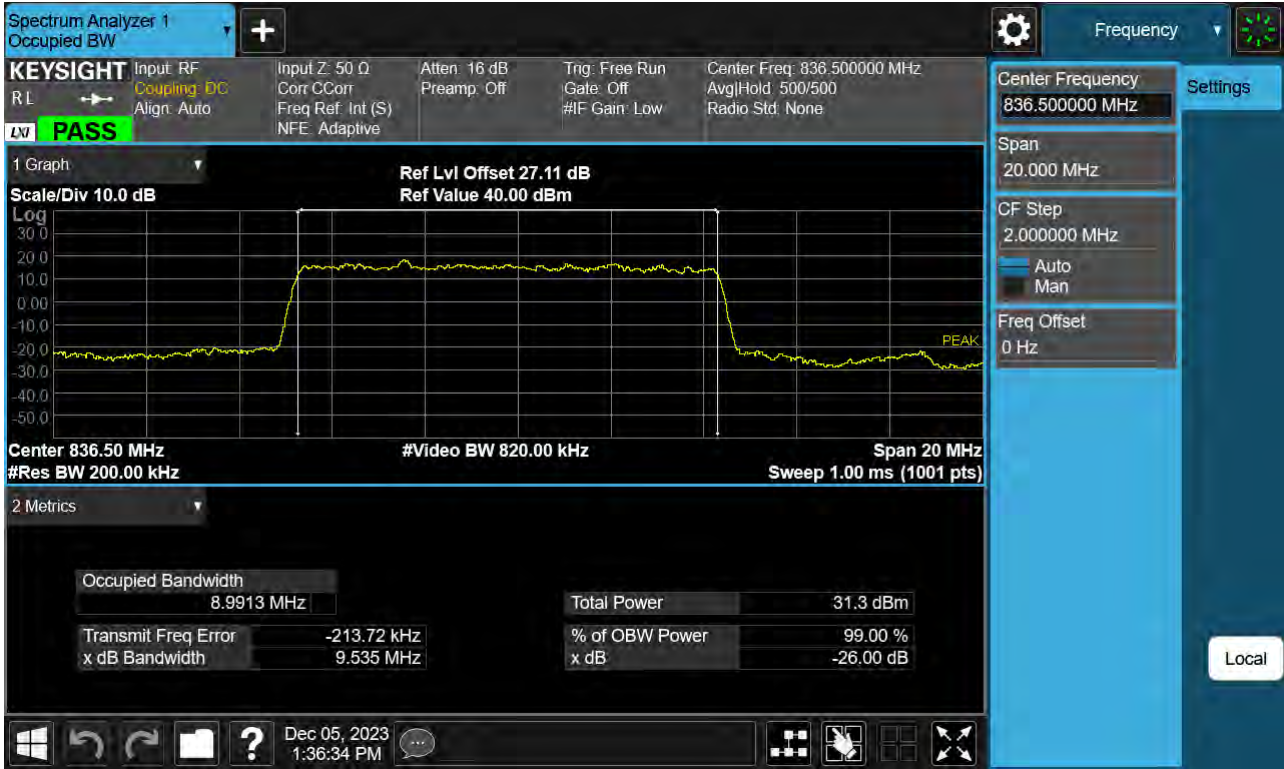 Spectrum Analyzer 1
Occupied BW
+
Frequency
KEYSIGHT
Input: RF
Coupling: DC
Align: Auto
Input Z: 50 Ω
Corr CCorr
Freq Ref: Int (S)
NFE: Adaptive
Atten: 16 dB
Preamp: Off
Trig: Free Run
Gate: Off
#IF Gain: Low
Center Freq: 836.500000 MHz
Avg|Hold: 500/500
Radio Std: None
RL
LXI
PASS
Center Frequency
836.500000 MHz
Settings
Span
20.000 MHz
CF Step
2.000000 MHz
Auto
Man
Freq Offset
0 Hz
Local
1 Graph
Scale/Div 10.0 dB
Ref Lvl Offset 27.11 dB
Ref Value 40.00 dBm
Log
30.0
20.0
10.0
0.00
-10.0
-20.0
-30.0
-40.0
-50.0
PEAK
Center 836.50 MHz
#Video BW 820.00 kHz
Span 20 MHz
#Res BW 200.00 kHz
Sweep 1.00 ms (1001 pts)
2 Metrics
Occupied Bandwidth
8.9913 MHz
Total Power 31.3 dBm
Transmit Freq Error -213.72 kHz
% of OBW Power 99.00 %
x dB Bandwidth 9.535 MHz
x dB -26.00 dB
?
Dec 05, 2023
1:36:34 PM